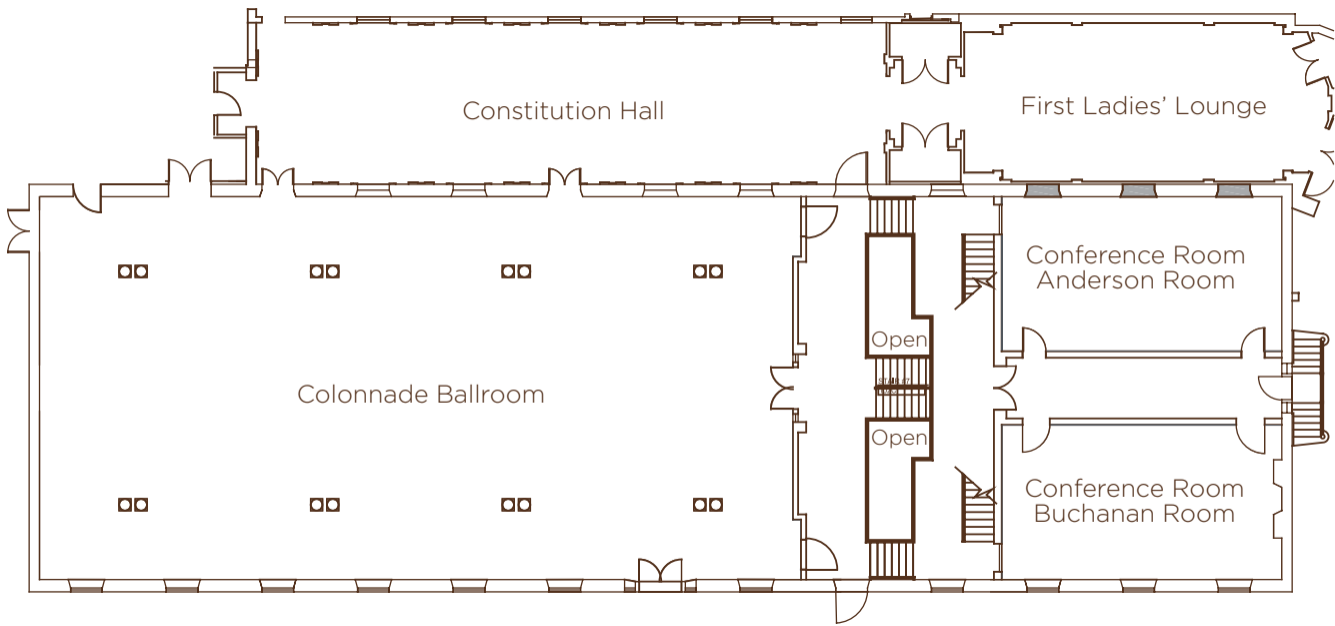 Constitution Hall
First Ladies’ Lounge
Conference Room
Anderson Room
Open
Colonnade Ballroom
Open
Conference Room
Buchanan Room